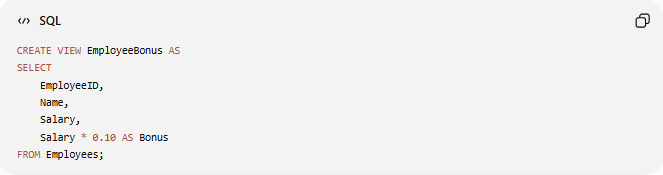 </> SQL
CREATE VIEW EmployeeBonus AS
SELECT
    EmployeeID,
    Name,
    Salary,
    Salary * 0.10 AS Bonus
FROM Employees;